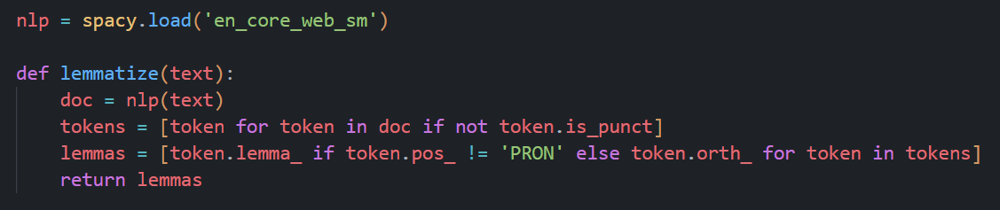 nlp = spacy.load('en_core_web_sm')
def lemmatize(text):
    doc = nlp(text)
    tokens = [token for token in doc if not token.is_punct]
    lemmas = [token.lemma_ if token.pos_ != 'PRON' else token.orth_ for token in tokens]
    return lemmas